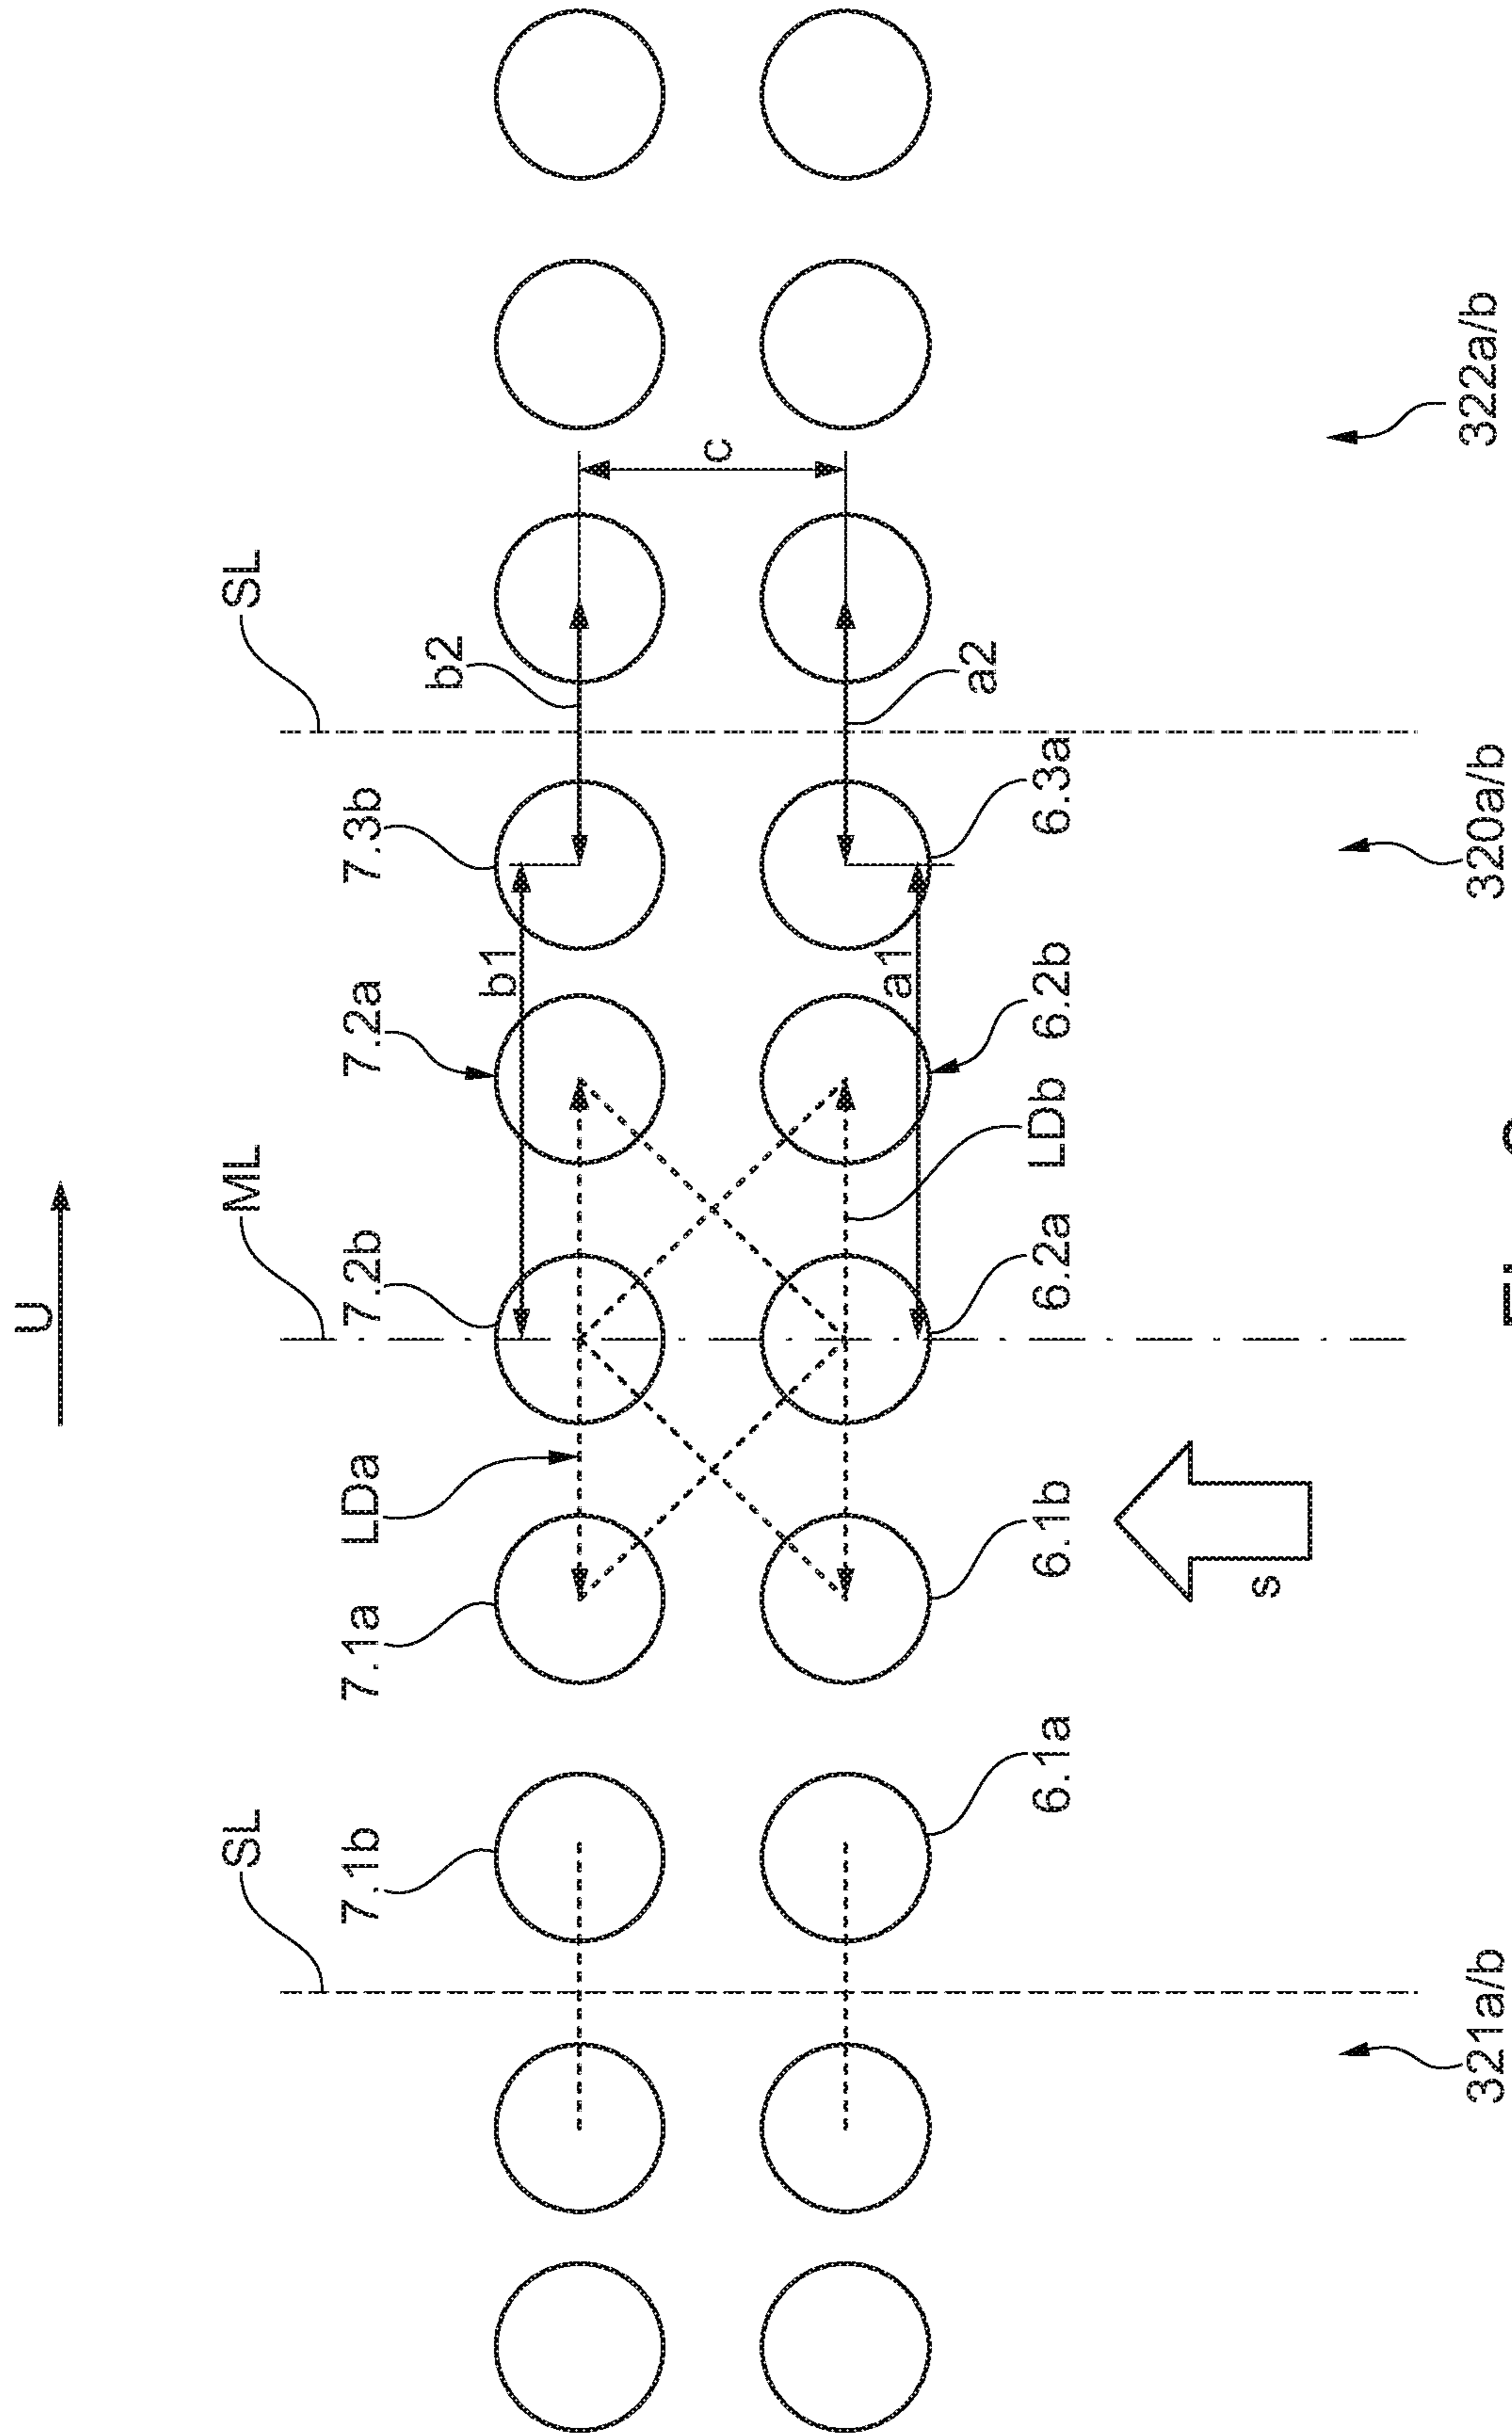 U
SL
ML
SL
7.1b
7.1a
LDa
7.2b
7.2a
7.3b
b2
b1
c
a1
a2
6.1a
6.1b
6.2a
LDb
6.2b
6.3a
s
321a/b
320a/b
322a/b